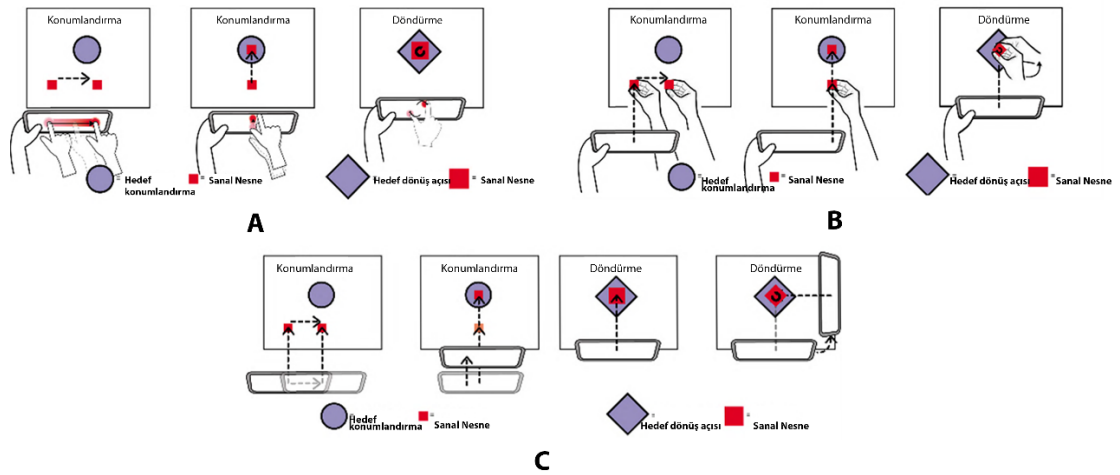 Konumlandırma
Konumlandırma
Döndürme
= Hedef
konumlandırma
= Sanal Nesne
= Hedef dönüş açısı
= Sanal Nesne
A
Konumlandırma
Konumlandırma
Döndürme
= Hedef
konumlandırma
= Sanal Nesne
= Hedef dönüş açısı
= Sanal Nesne
B
Konumlandırma
Konumlandırma
Döndürme
Döndürme
= Hedef
konumlandırma
= Sanal Nesne
= Hedef dönüş açısı
= Sanal Nesne
C